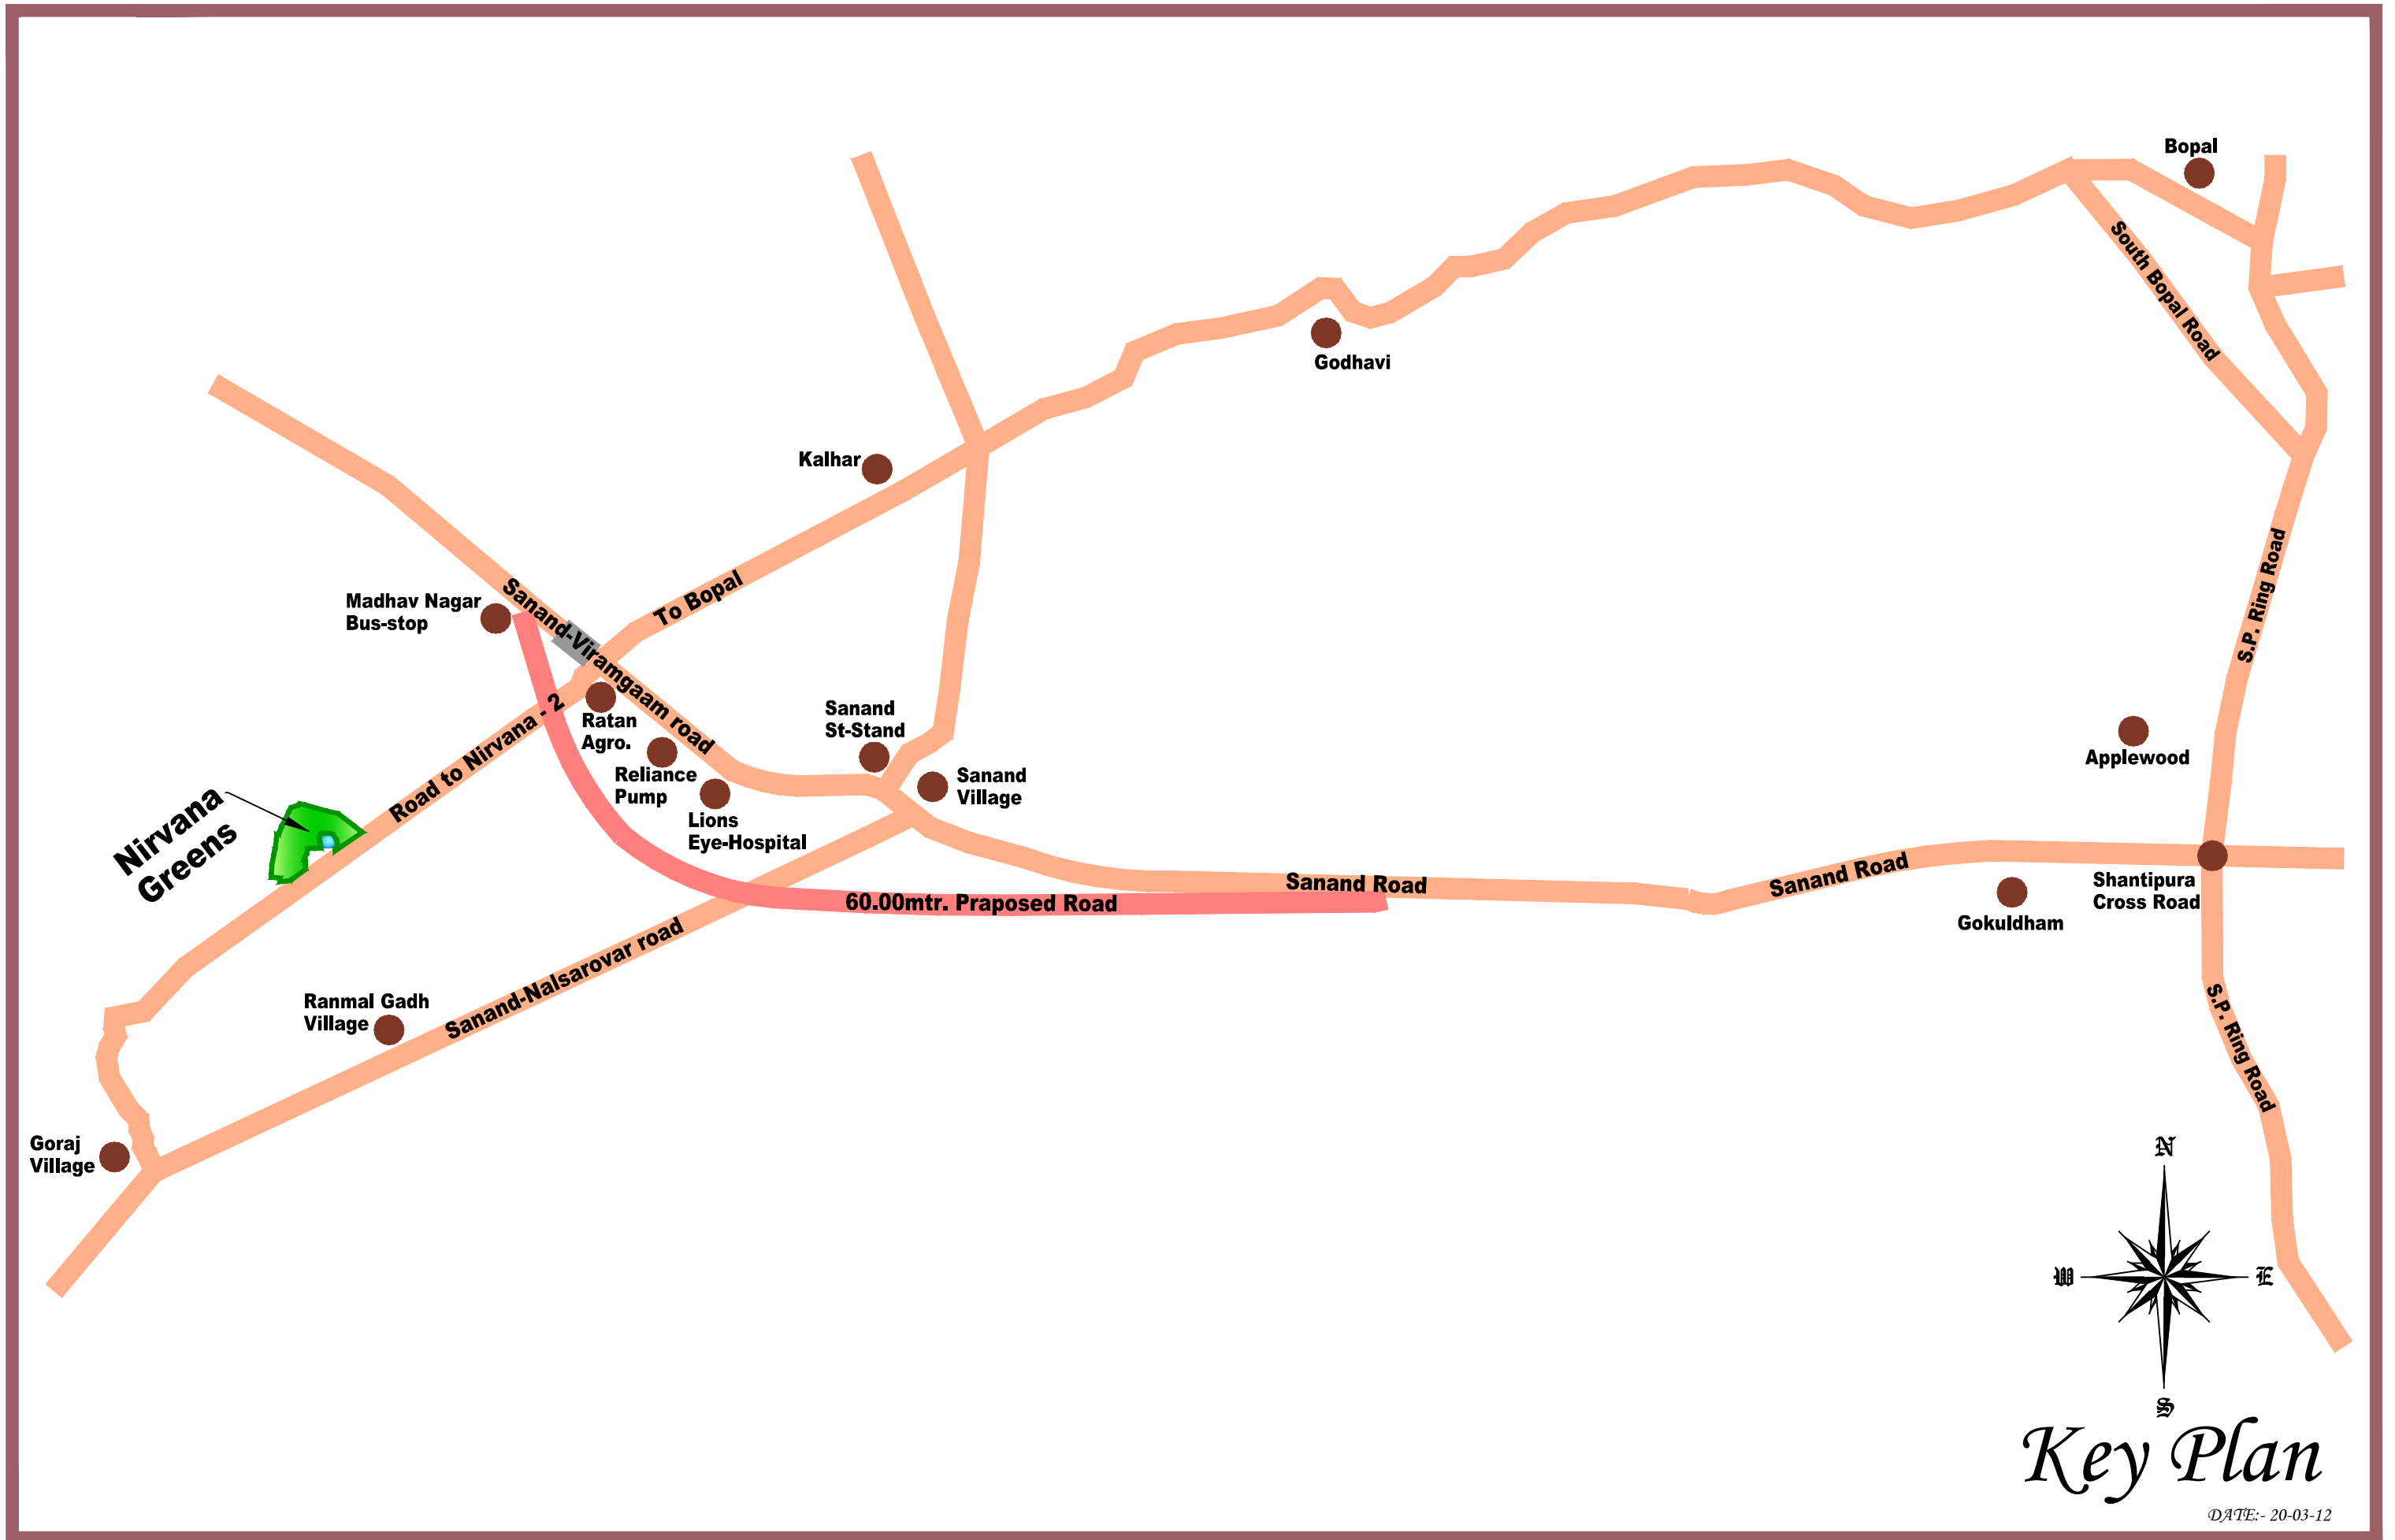 Bopal
South Bopal Road
Godhavi
Kalhar
S.P. Ring Road
To Bopal
Madhav Nagar
Bus-stop
Sanand-Viramgaam road
Road to Nirvana - 2
Ratan
Agro.
Reliance
Pump
Lions
Eye-Hospital
Sanand
St-Stand
Sanand
Village
Applewood
Nirvana
Greens
Sanand Road
Sanand Road
60.00mtr. Praposed Road
Gokuldham
Shantipura
Cross Road
Sanand-Nalsarovar road
Ranmal Gadh
Village
S.P. Ring Road
Goraj
Village
N
W
E
S
Key Plan
DATE:- 20-03-12